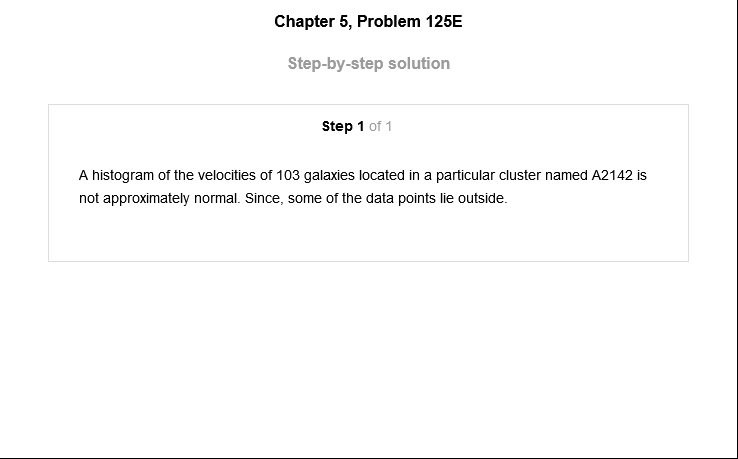 Chapter 5, Problem 125E
Step-by-step solution
Step 1 of 1
A histogram of the velocities of 103 galaxies located in a particular cluster named A2142 is
not approximately normal. Since, some of the data points lie outside.